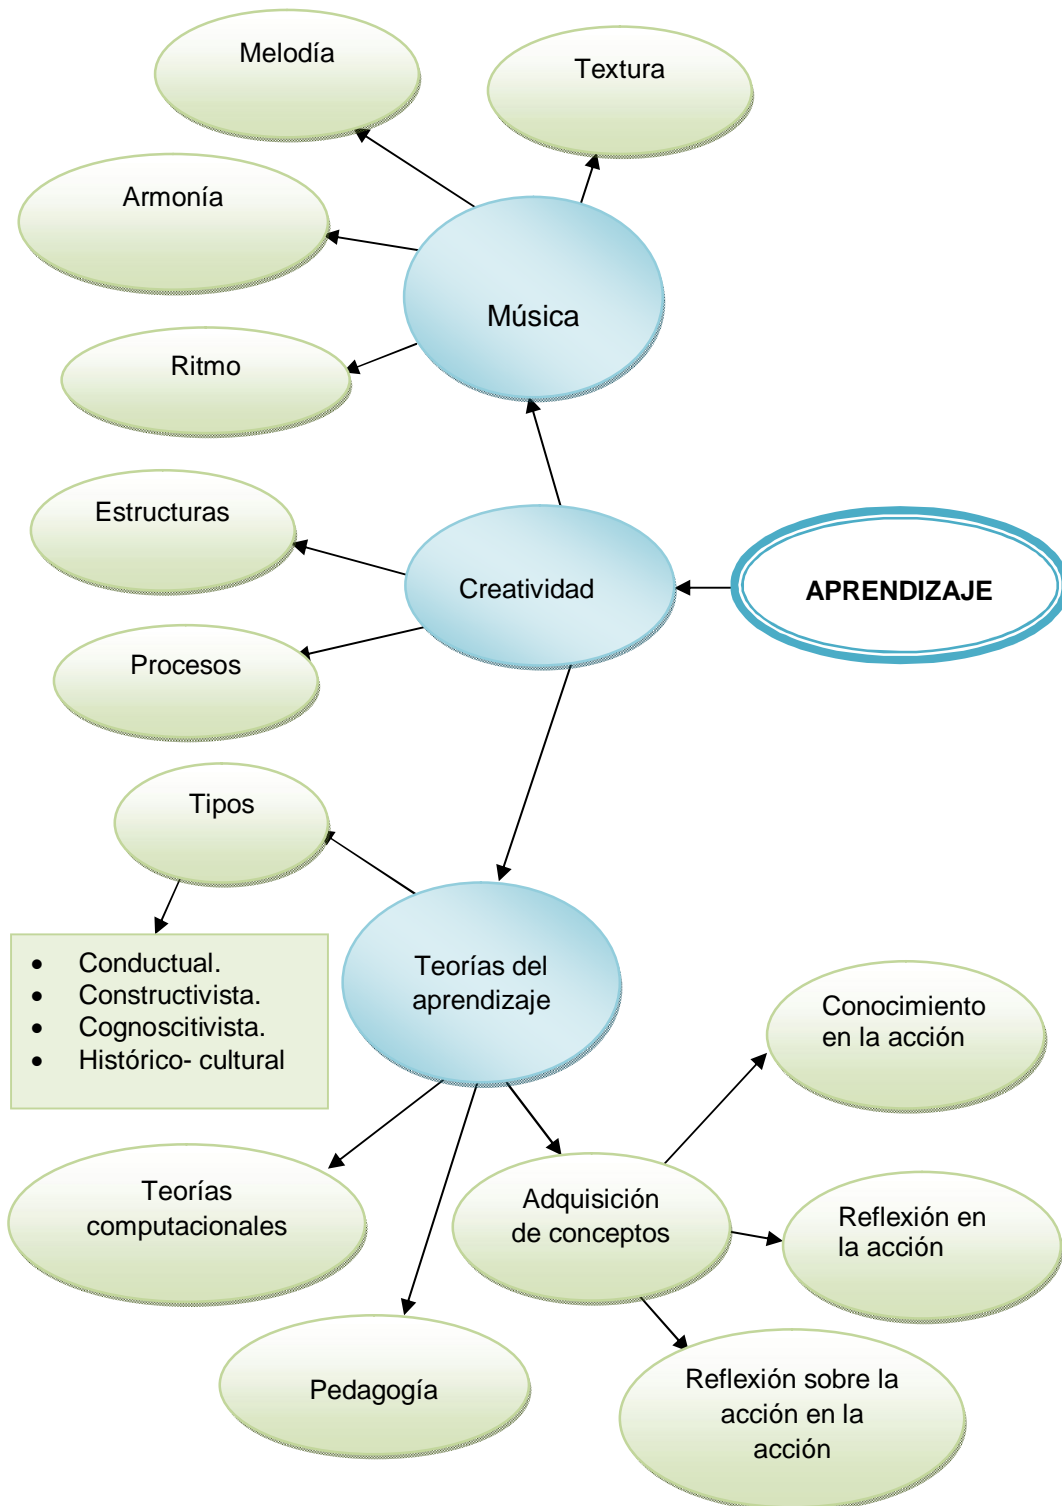 Melodía
Textura
Armonía
Música
Ritmo
Estructuras
Creatividad
APRENDIZAJE
Procesos
Tipos
• Conductual.
• Constructivista.
• Cognoscitivista.
• Histórico- cultural
Teorías del
aprendizaje
Conocimiento
en la acción
Teorías
computacionales
Adquisición
de conceptos
Reflexión en
la acción
Pedagogía
Reflexión sobre la
acción en la
acción